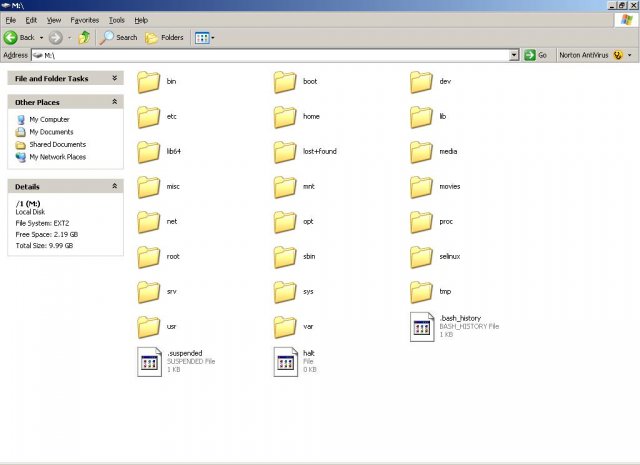 M:\
File Edit View Favorites Tools Help
Back Search Folders
Address M:\ Go Norton AntiVirus
File and Folder Tasks
Other Places
My Computer
My Documents
Shared Documents
My Network Places
Details
/1 (M:)
Local Disk
File System: EXT2
Free Space: 2.19 GB
Total Size: 9.99 GB
bin boot dev
etc home lib
lib64 lost+found media
misc mnt movies
net opt proc
root sbin selinux
srv sys tmp
usr var .bash_history
BASH_HISTORY File
1 KB
.suspended halt
SUSPENDED File File
1 KB 0 KB